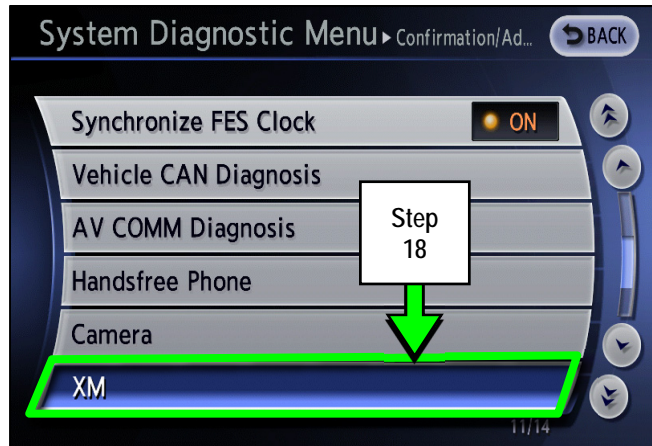 System Diagnostic Menu ▸ Confirmation/Ad... BACK
Synchronize FES Clock ON
Vehicle CAN Diagnosis
AV COMM Diagnosis
Step
18
Handsfree Phone
Camera
XM
11/14